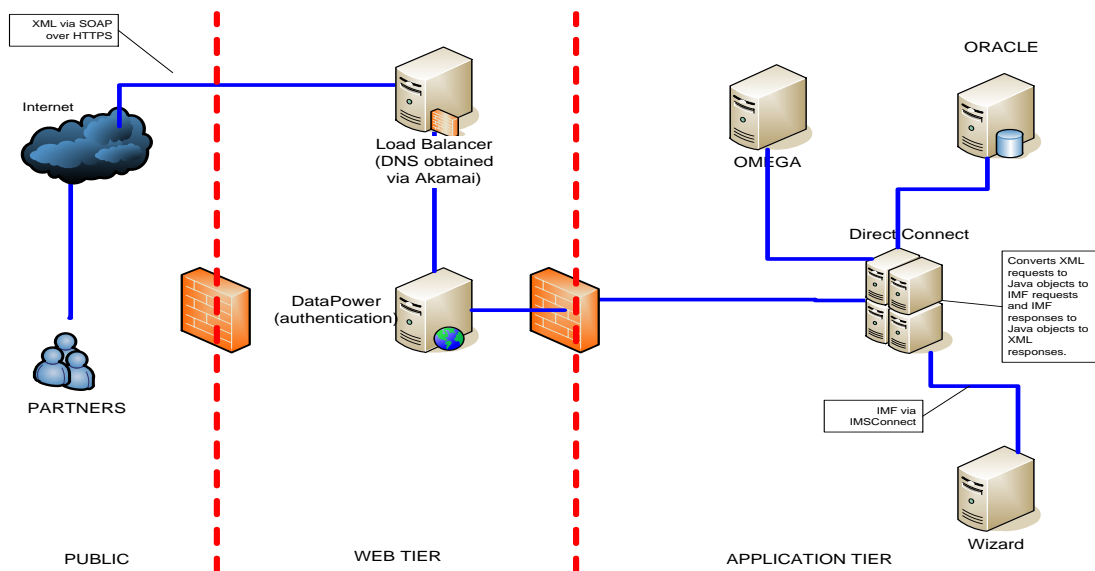 XML via SOAP
over HTTPS
Internet
PARTNERS
Load Balancer
(DNS obtained
via Akamai)
DataPower
(authentication)
OMEGA
ORACLE
Direct Connect
Converts XML
requests to
Java objects to
IMF requests
and IMF
responses to
Java objects to
XML
responses.
IMF via
IMSConnect
Wizard
PUBLIC
WEB TIER
APPLICATION TIER